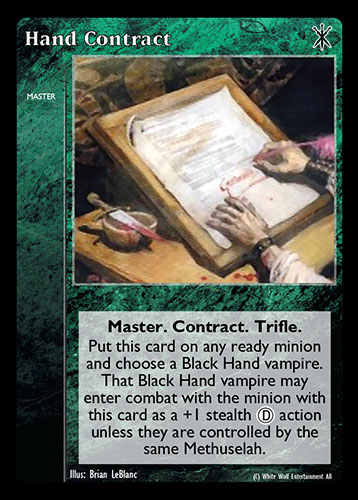 Hand Contract
MASTER
Master. Contract. Trifle.
Put this card on any ready minion
and choose a Black Hand vampire.
That Black Hand vampire may
enter combat with the minion with
this card as a +1 stealth Ⓓ action
unless they are controlled by the
same Methuselah.
Illus: Brian LeBlanc
(C) White Wolf Entertainment AB